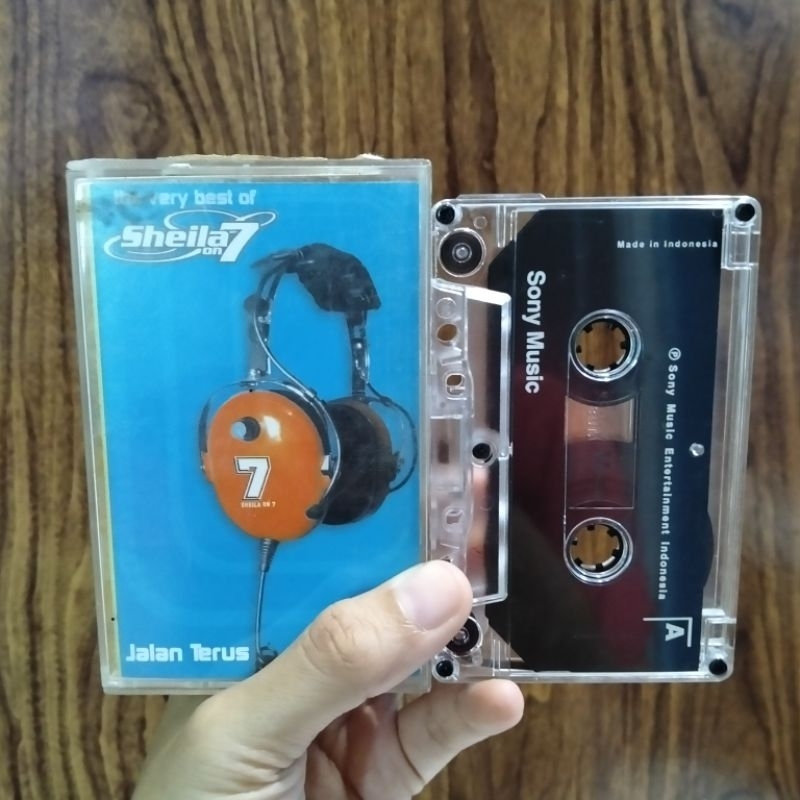 the very best of
Sheila
on 7
7
SHEILA ON 7
Jalan Terus
Made in Indonesia
Sony Music
℗ Sony Music Entertainment Indonesia
A